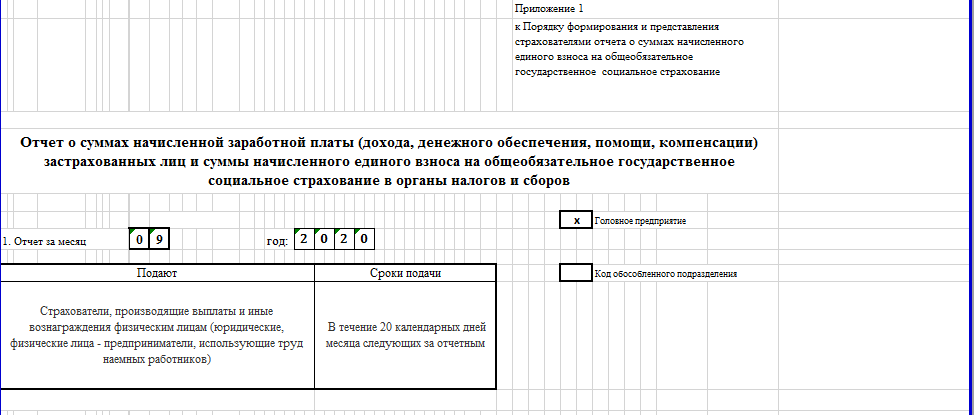 Приложение 1
к Порядку формирования и представления
страхователями отчета о суммах начисленного
единого взноса на общеобязательное
государственное социальное страхование
Отчет о суммах начисленной заработной платы (дохода, денежного обеспечения, помощи, компенсации)
застрахованных лиц и суммы начисленного единого взноса на общеобязательное государственное
социальное страхование в органы налогов и сборов
x Головное предприятие
1. Отчет за месяц 0 9 год: 2 0 2 0
Подают Сроки подачи
Код обособленного подразделения
Страхователи, производящие выплаты и иные
вознаграждения физическим лицам (юридические,
физические лица - предприниматели, использующие труд
наемных работников)
В течение 20 календарных дней
месяца следующих за отчетным